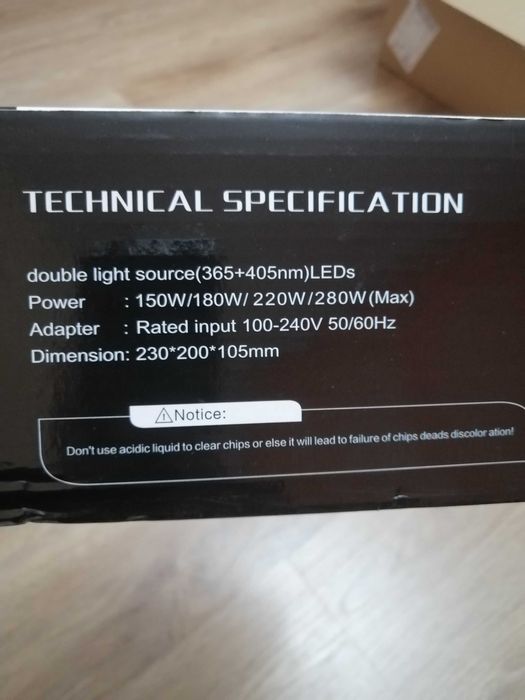 TECHNICAL SPECIFICATION
double light source(365+405nm)LEDs
Power : 150W/180W/ 220W/280W(Max)
Adapter : Rated input 100-240V 50/60Hz
Dimension: 230*200*105mm
⚠Notice:
Don't use acidic liquid to clear chips or else it will lead to failure of chips deads discolor ation!